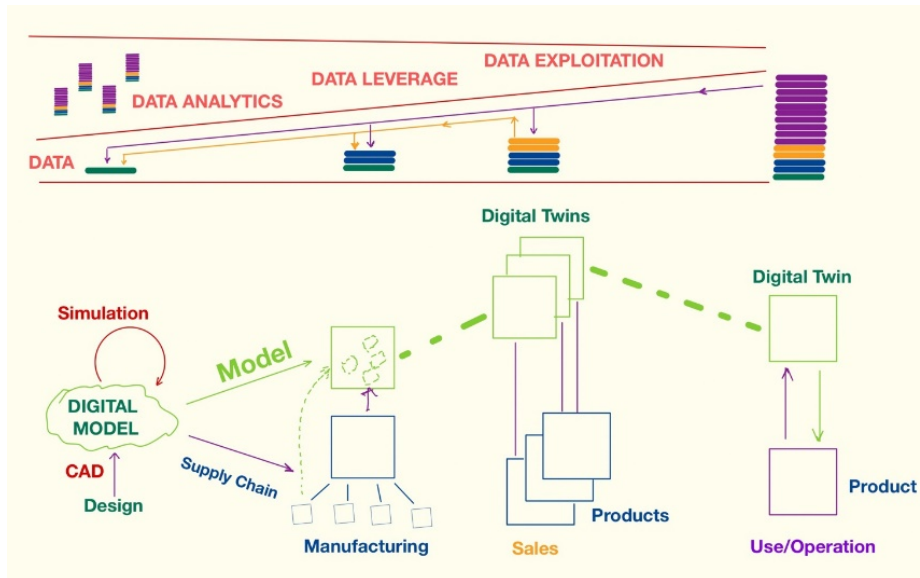 DATA EXPLOITATION
DATA LEVERAGE
DATA ANALYTICS
DATA
Digital Twins
Digital Twin
Simulation
Model
DIGITAL
MODEL
CAD
Supply Chain
Design
Manufacturing
Sales
Products
Product
Use/Operation